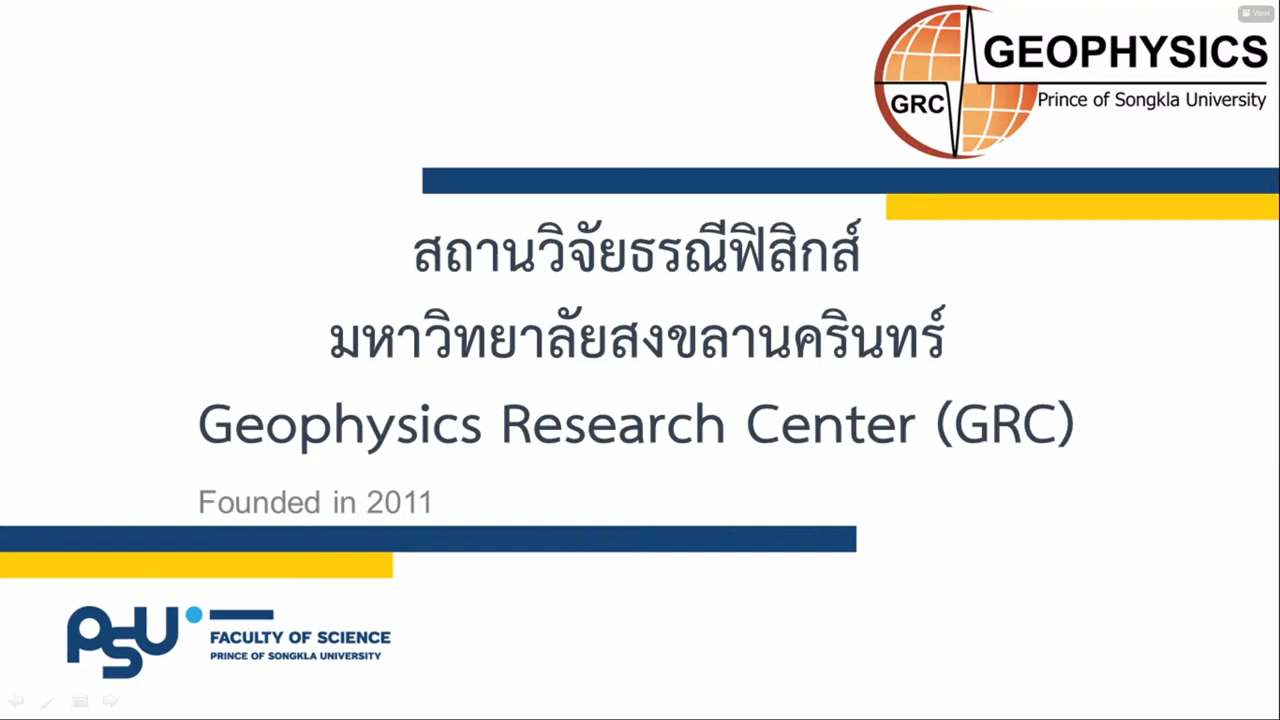 View
GEOPHYSICS
GRC
Prince of Songkla University
สถานวิจัยธรณีฟิสิกส์
มหาวิทยาลัยสงขลานครินทร์
Geophysics Research Center (GRC)
Founded in 2011
PSU
FACULTY OF SCIENCE
PRINCE OF SONGKLA UNIVERSITY